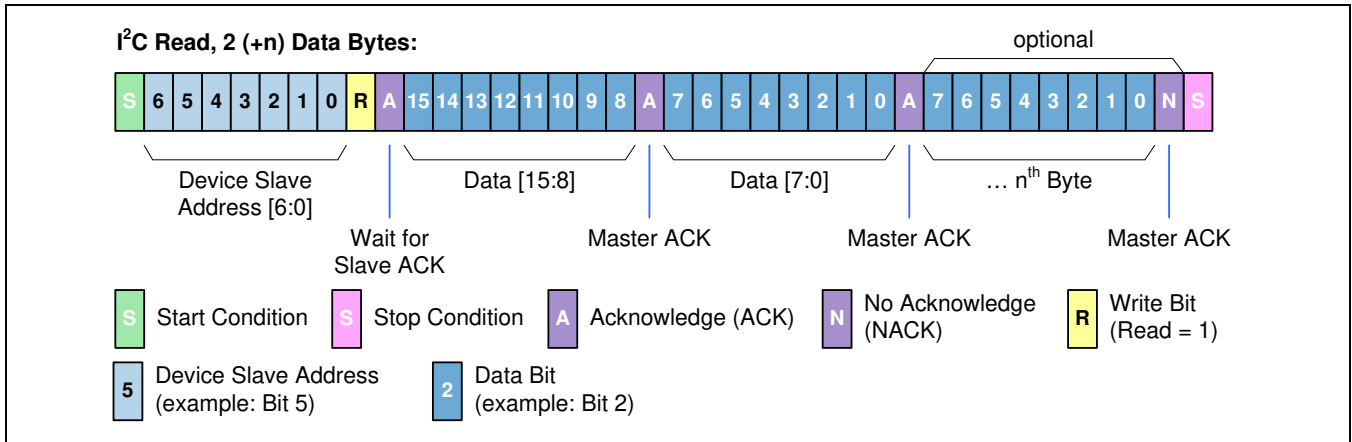 I²C Read, 2 (+n) Data Bytes:
optional
S 6 5 4 3 2 1 0 R A 15 14 13 12 11 10 9 8 A 7 6 5 4 3 2 1 0 A 7 6 5 4 3 2 1 0 N S
Device Slave
Address [6:0]
Data [15:8]
Data [7:0]
… nth Byte
Wait for
Slave ACK
Master ACK
Master ACK
Master ACK
S Start Condition
S Stop Condition
A Acknowledge (ACK)
N No Acknowledge
(NACK)
R Write Bit
(Read = 1)
5 Device Slave Address
(example: Bit 5)
2 Data Bit
(example: Bit 2)